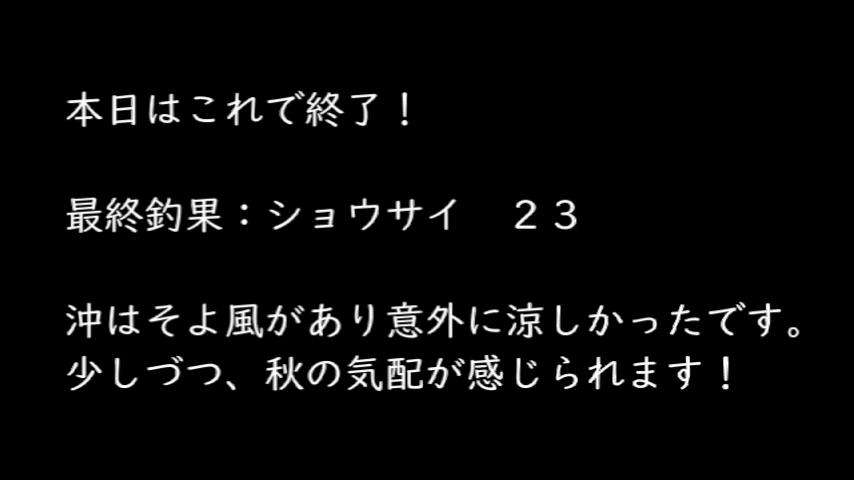 本日はこれで終了！
最終釣果：ショウサイ　２３
沖はそよ風があり意外に涼しかったです。
少しづつ、秋の気配が感じられます！